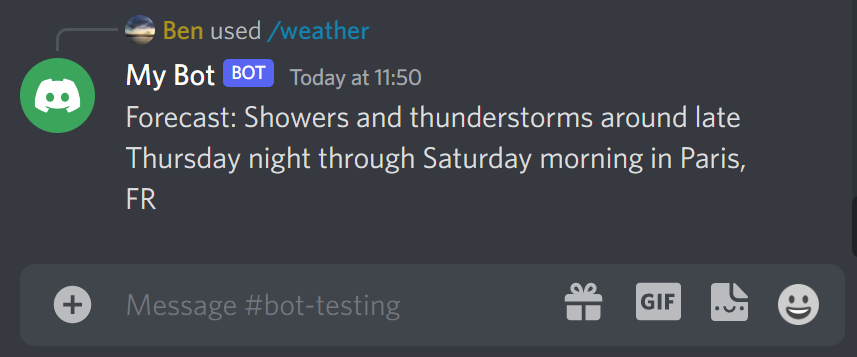 Ben used /weather
My Bot BOT Today at 11:50
Forecast: Showers and thunderstorms around late
Thursday night through Saturday morning in Paris,
FR
Message #bot-testing GIF